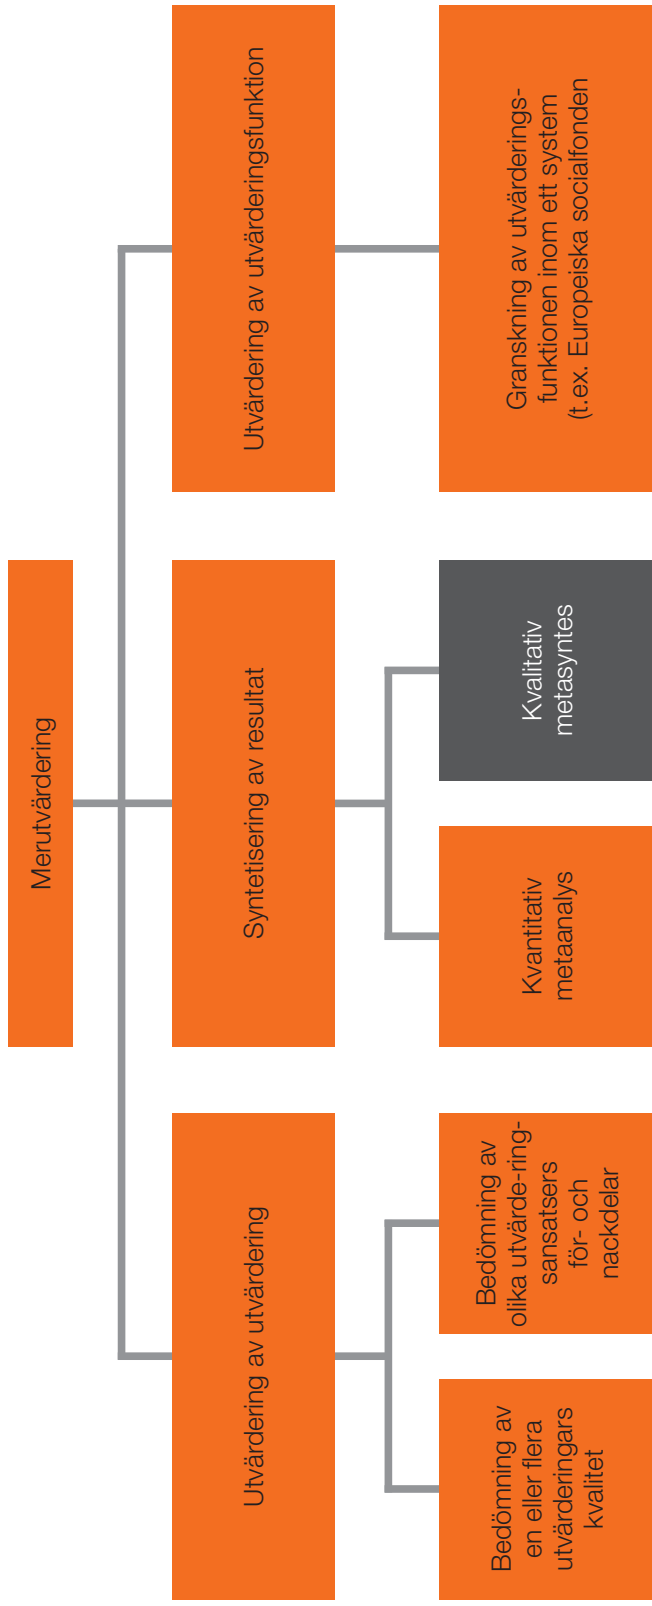 Merutvärdering
Utvärdering av utvärdering
Syntetisering av resultat
Utvärdering av utvärderingsfunktion
Bedömning av
en eller flera
utvärderingars
kvalitet
Bedömning av
olika utvärde-ring-
sansatsers
för- och
nackdelar
Kvantitativ
metaanalys
Kvalitativ
metasyntes
Granskning av utvärderings-
funktionen inom ett system
(t.ex. Europeiska socialfonden